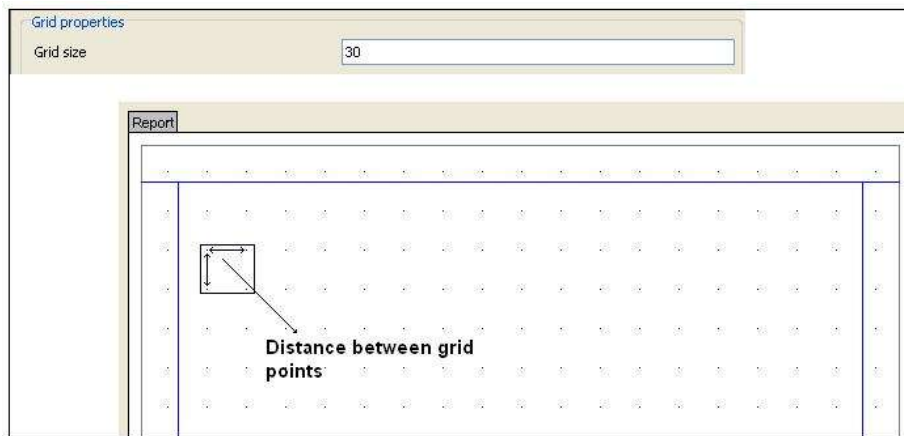 Grid properties
Grid size 30
Report
Distance between grid
points